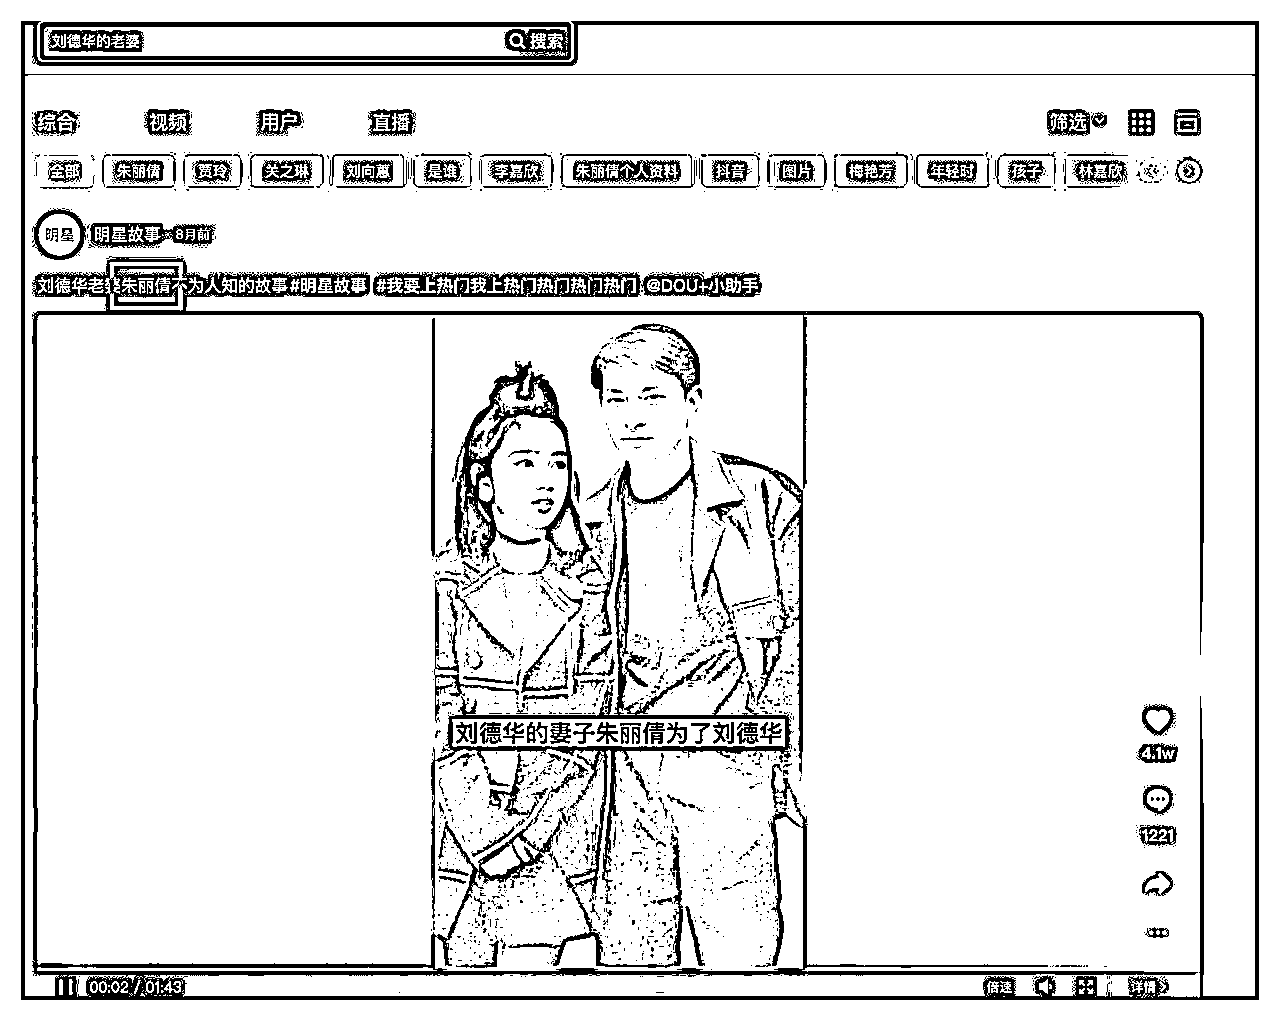 刘德华的老婆 搜索
综合 视频 用户 直播 筛选
全部 朱丽倩 贾玲 关之琳 刘向蕙 是谁 李嘉欣 朱丽倩个人资料 抖音 图片 梅艳芳 年轻时 孩子 林嘉欣
明星 明星故事 · 8月前
刘德华老婆朱丽倩不为人知的故事 #明星故事 #我要上热门我上热门热门热门热门 @DOU+小助手
刘德华的妻子朱丽倩为了刘德华
4.1w
1221
00:02 / 01:43 倍速 详情